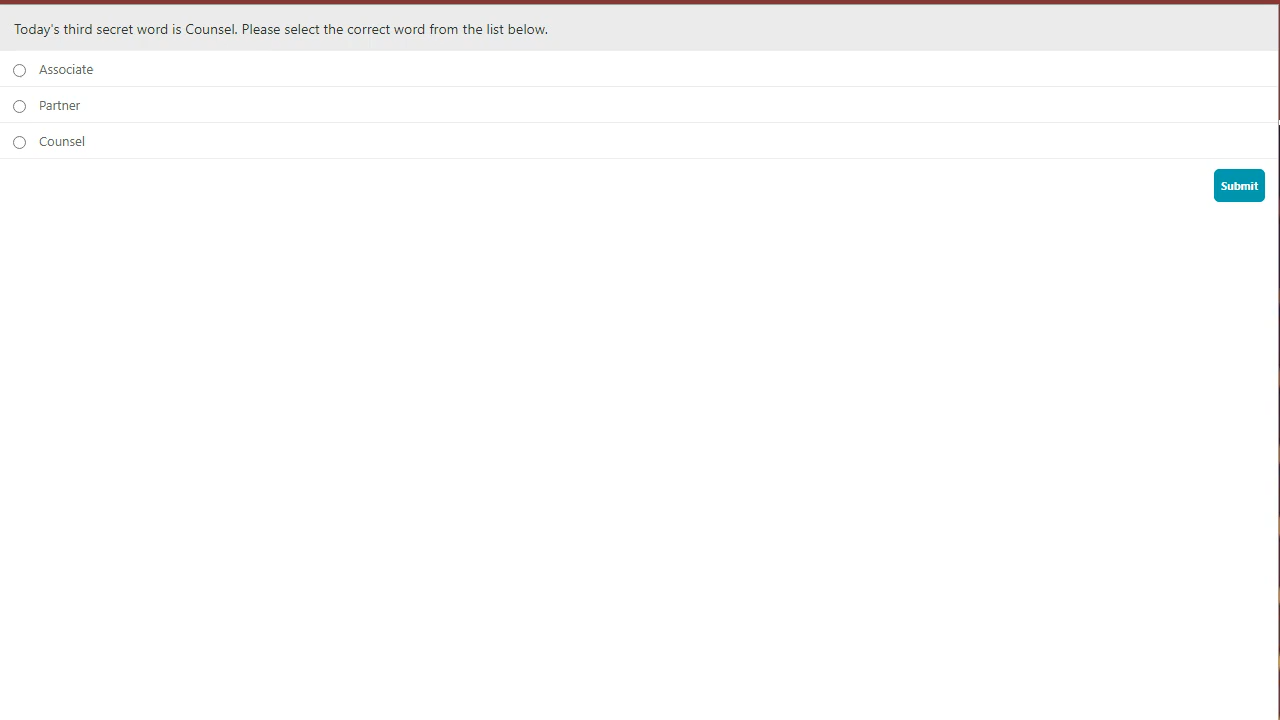 Today's third secret word is Counsel. Please select the correct word from the list below.
Associate
Partner
Counsel
Submit